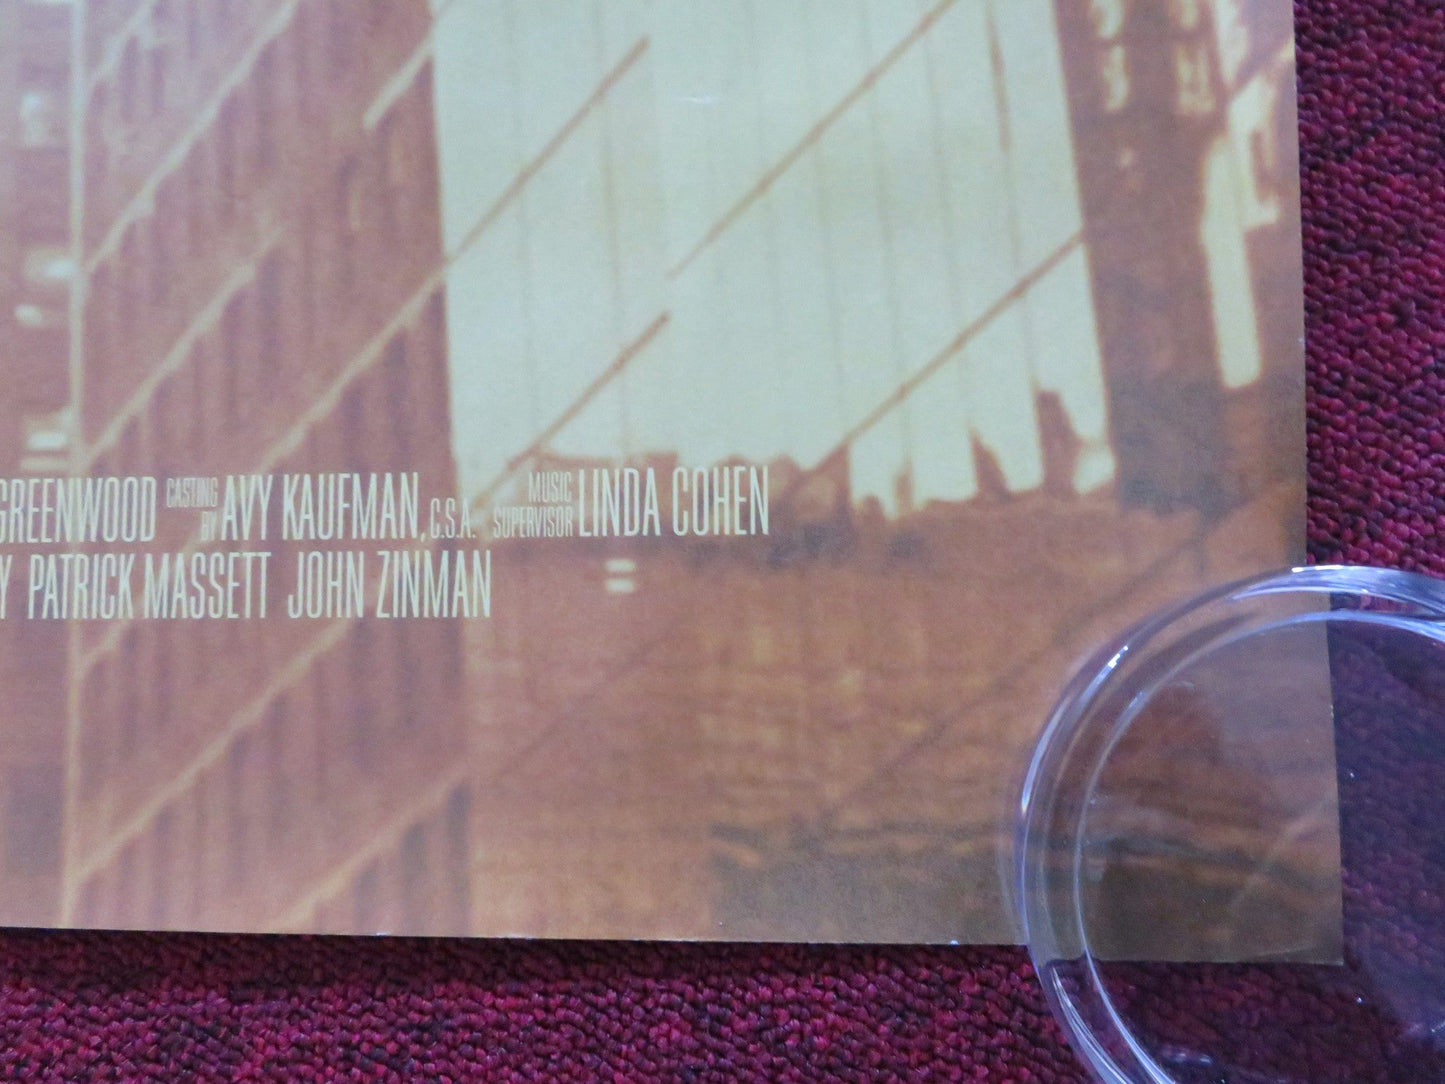 GREENWOOD CASTING BY AVY KAUFMAN, C.S.A. MUSIC SUPERVISOR LINDA COHEN
Y PATRICK MASSETT JOHN ZINMAN